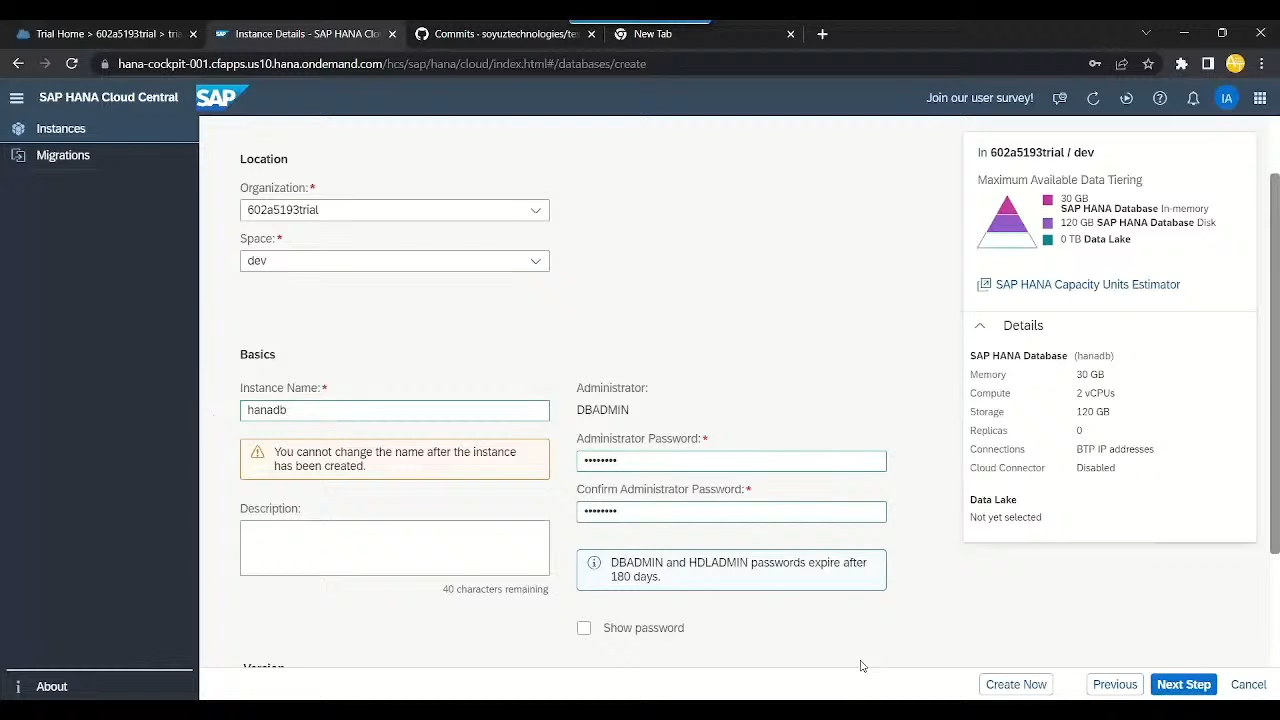 Trial Home > 602a5193trial > tria
Instance Details - SAP HANA Clo
Commits - soyuztechnologies/tes
New Tab
hana-cockpit-001.cfapps.us10.hana.ondemand.com/hcs/sap/hana/cloud/index.html#/databases/create
SAP HANA Cloud Central
SAP
Join our user survey!
IA
Instances
Migrations
Location
Organization:*
602a5193trial
Space:*
dev
Basics
Instance Name:*
hanadb
You cannot change the name after the instance
has been created.
Description:
40 characters remaining
Administrator:
DBADMIN
Administrator Password:*
••••••••
Confirm Administrator Password:*
••••••••
DBADMIN and HDLADMIN passwords expire after
180 days.
Show password
In 602a5193trial / dev
Maximum Available Data Tiering
30 GB
SAP HANA Database In-memory
120 GB SAP HANA Database Disk
0 TB Data Lake
SAP HANA Capacity Units Estimator
Details
SAP HANA Database (hanadb)
Memory 30 GB
Compute 2 vCPUs
Storage 120 GB
Replicas 0
Connections BTP IP addresses
Cloud Connector Disabled
Data Lake
Not yet selected
Version
About
Create Now
Previous
Next Step
Cancel